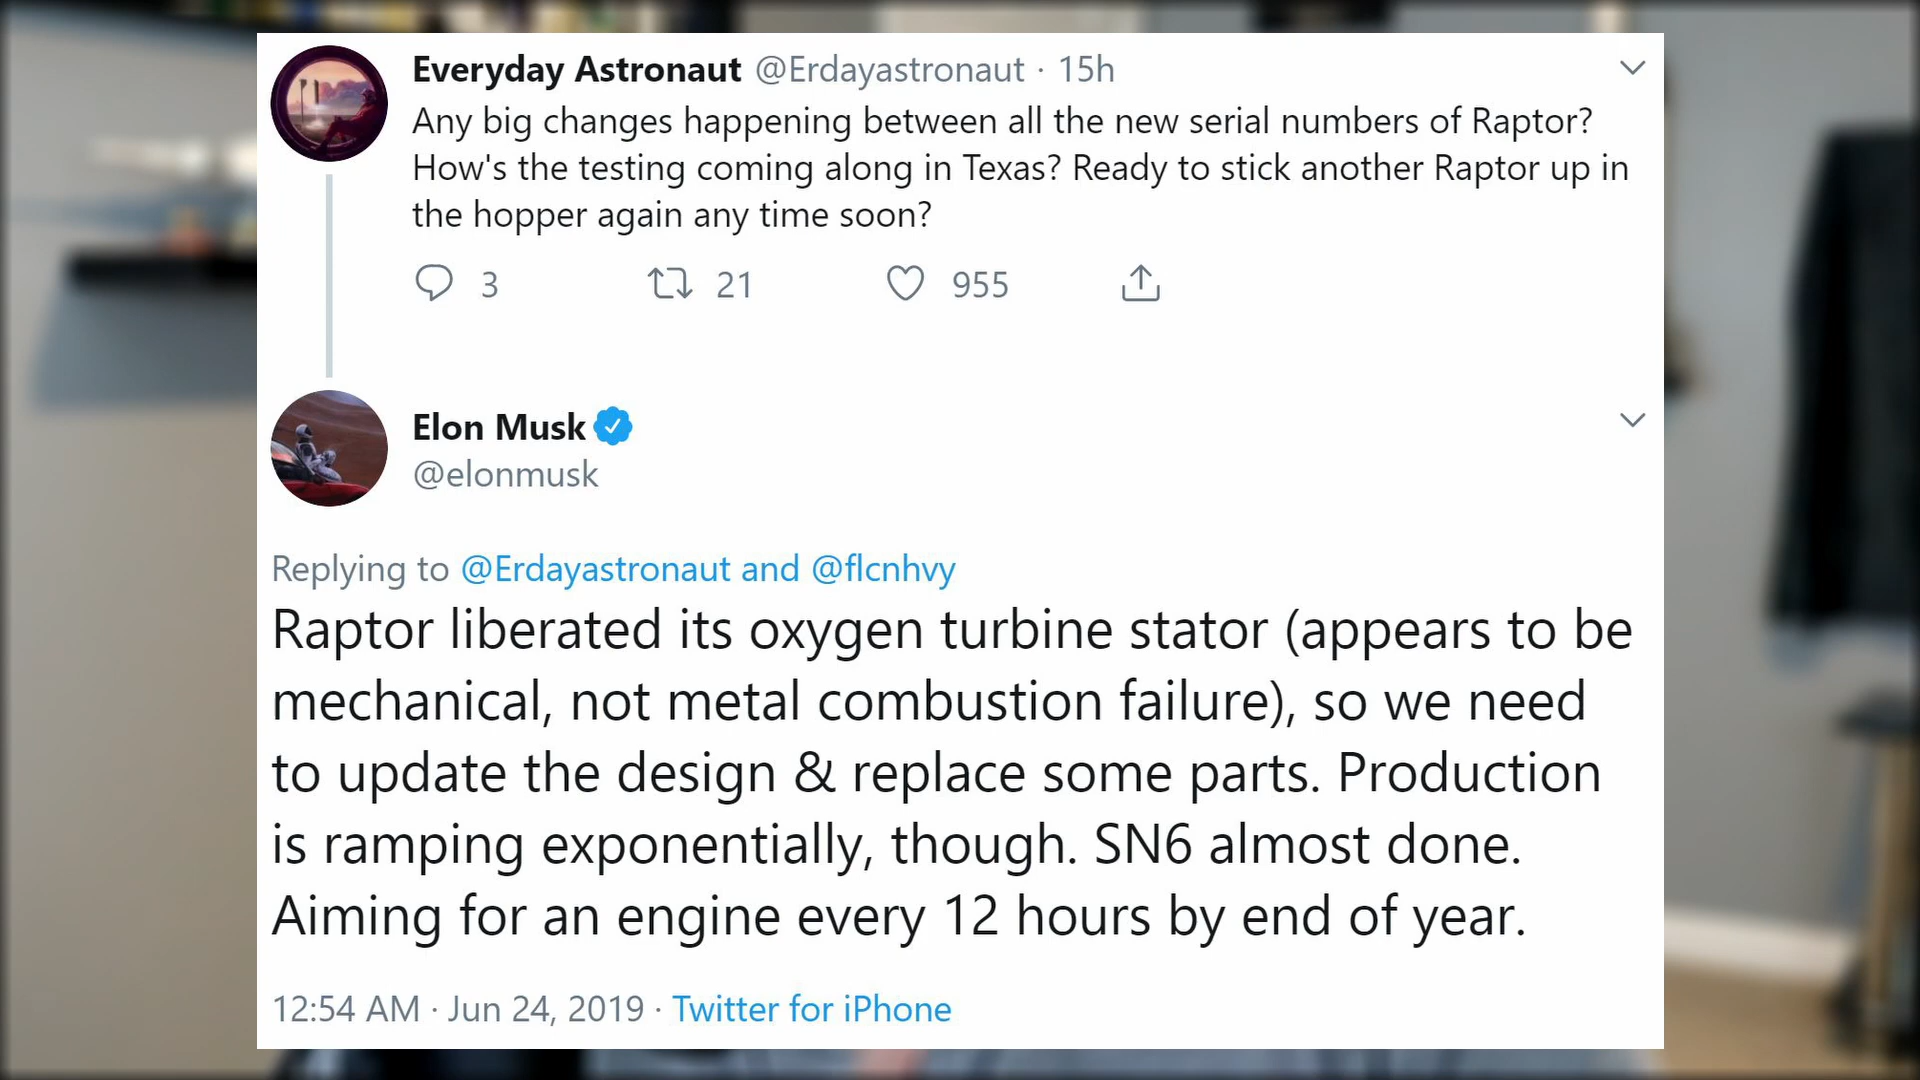 Everyday Astronaut @Erdayastronaut · 15h
Any big changes happening between all the new serial numbers of Raptor?
How's the testing coming along in Texas? Ready to stick another Raptor up in
the hopper again any time soon?
3 21 955
Elon Musk
@elonmusk
Replying to @Erdayastronaut and @flcnhvy
Raptor liberated its oxygen turbine stator (appears to be
mechanical, not metal combustion failure), so we need
to update the design & replace some parts. Production
is ramping exponentially, though. SN6 almost done.
Aiming for an engine every 12 hours by end of year.
12:54 AM · Jun 24, 2019 · Twitter for iPhone